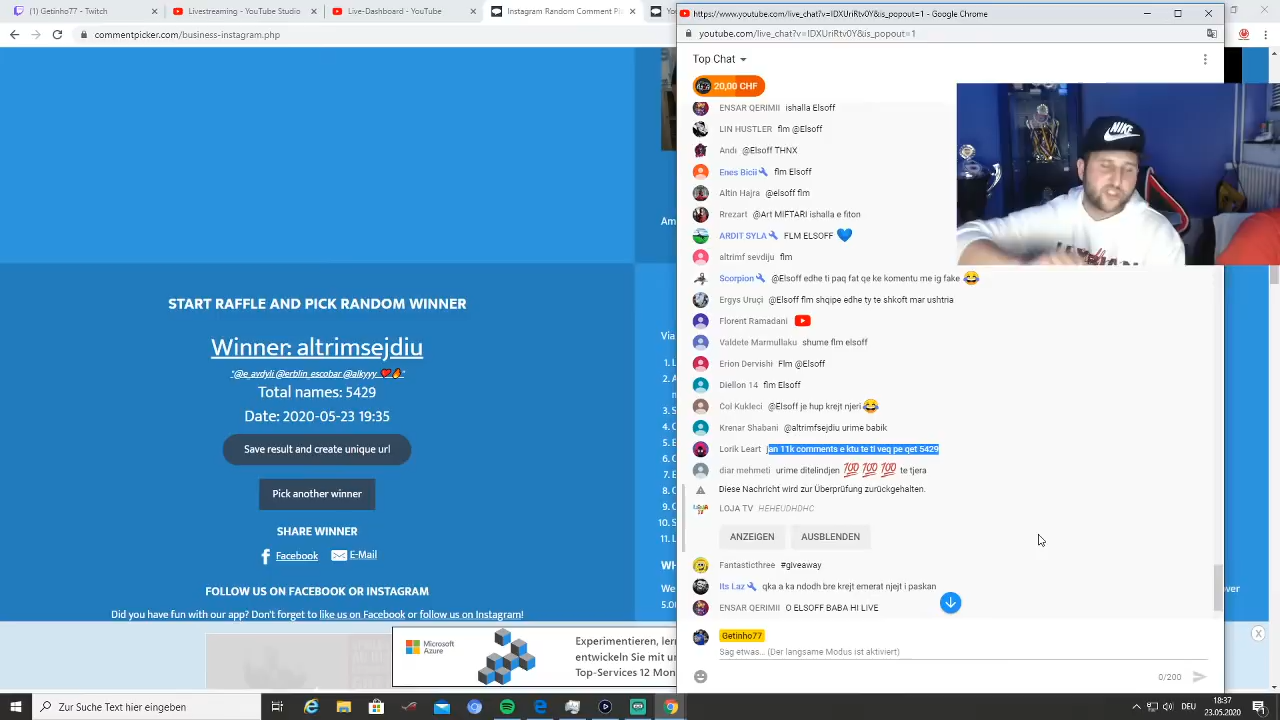 (1) Getinho77 - Twitch
Livestreaming - YouTube Studio
Live-Dashboard - YouTube
Instagram Random Comment Pi
https://www.youtube.com/live_chat?v=IDXUriRtv0Y&is_popout=1 - Google Chrome
commentpicker.com/business-instagram.php
youtube.com/live_chat?v=IDXUriRtv0Y&is_popout=1
Top Chat
20,00 CHF
ENSAR QERIMII ishalla Elsoff
LIN HUSTLER flm @Elsoff
Andi @Elsoff THNX
Enes Bicii flm Elsoff
Altin Hajra @elsoff flm
Rrezart @Art MIFTARI ishalla e fiton
ARDIT SYLA FLM ELSOFF 💙
altrimf sevdiju flm
Scorpion @Elsoff edhe ti paq fat qe ke komentu me ig fake 😂
Ergys Uruçi @Elsoff flm shqipe edhe ty te shkoft mar ushtria
Florent Ramadani
Valdete Marmullaku shume flm elsoff
Erion Dervishi Flm @Elsoff
Diellon 14 flm Elsoff
Col Kukleci @Elsoff je hup krejt njeri 😂
Krenar Shabani @altrimfsejdiu urime babik
Lorik Leart jan 11k comments e ktu te ti veq pe qet 5429
diar mehmeti urime ditelindjen 💯 💯 💯 te tjera
Diese Nachricht wird zur Überprüfung zurückgehalten.
LOJA TV HEHEUDHDHC
ANZEIGEN AUSBLENDEN
Fantasticthree #giveaway
Its Laz qka a ka ndodh bre krejt emerat njejt i paskan
ENSAR QERIMII O ELSOFF BABA HI LIVE
Getinho77
Sag etwas... (Der langsame Modus ist aktiviert)
0/200
NIKE
START RAFFLE AND PICK RANDOM WINNER
Winner: altrimsejdiu
"@e_avdyli @erblin_escobar @alkyyy ❤️🔥"
Total names: 5429
Date: 2020-05-23 19:35
Save result and create unique url
Pick another winner
SHARE WINNER
Facebook E-Mail
FOLLOW US ON FACEBOOK OR INSTAGRAM
Did you have fun with our app? Don't forget to like us on Facebook or follow us on Instagram!
Microsoft
Azure
Experimentieren, ler
entwickeln Sie mit u
Top-Services 12 Mon
Zur Suche Text hier eingeben
DEU
18:37
23.05.2020